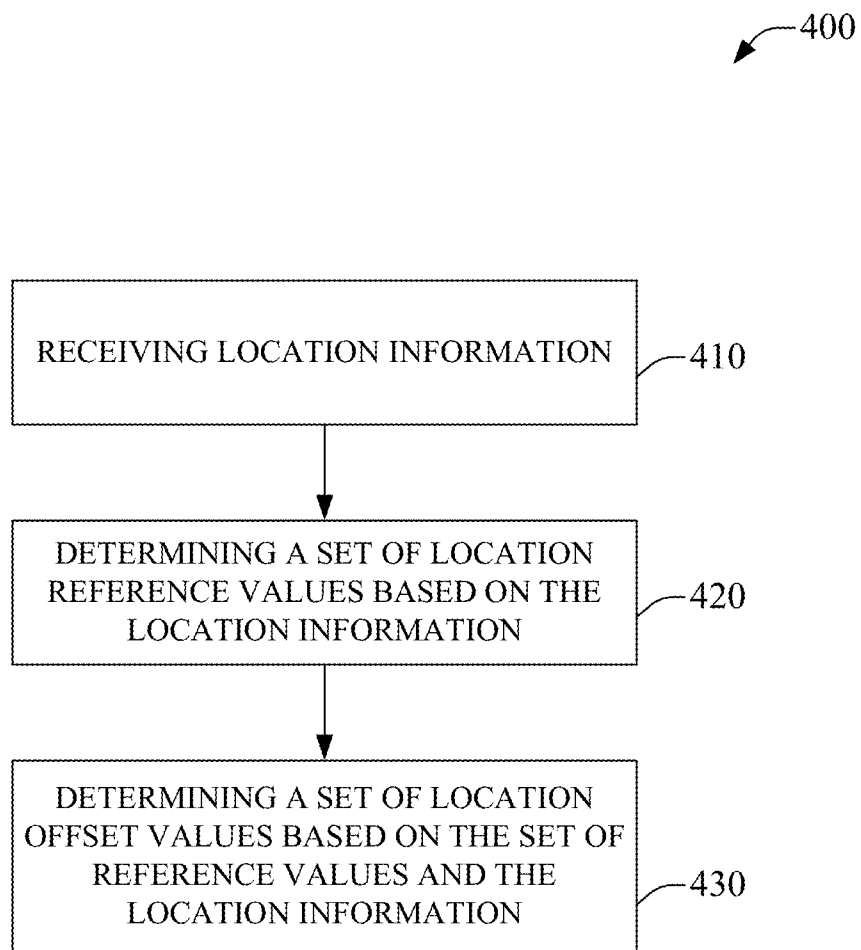 400
RECEIVING LOCATION INFORMATION
410
DETERMINING A SET OF LOCATION
REFERENCE VALUES BASED ON THE
LOCATION INFORMATION
420
DETERMINING A SET OF LOCATION
OFFSET VALUES BASED ON THE SET OF
REFERENCE VALUES AND THE
LOCATION INFORMATION
430